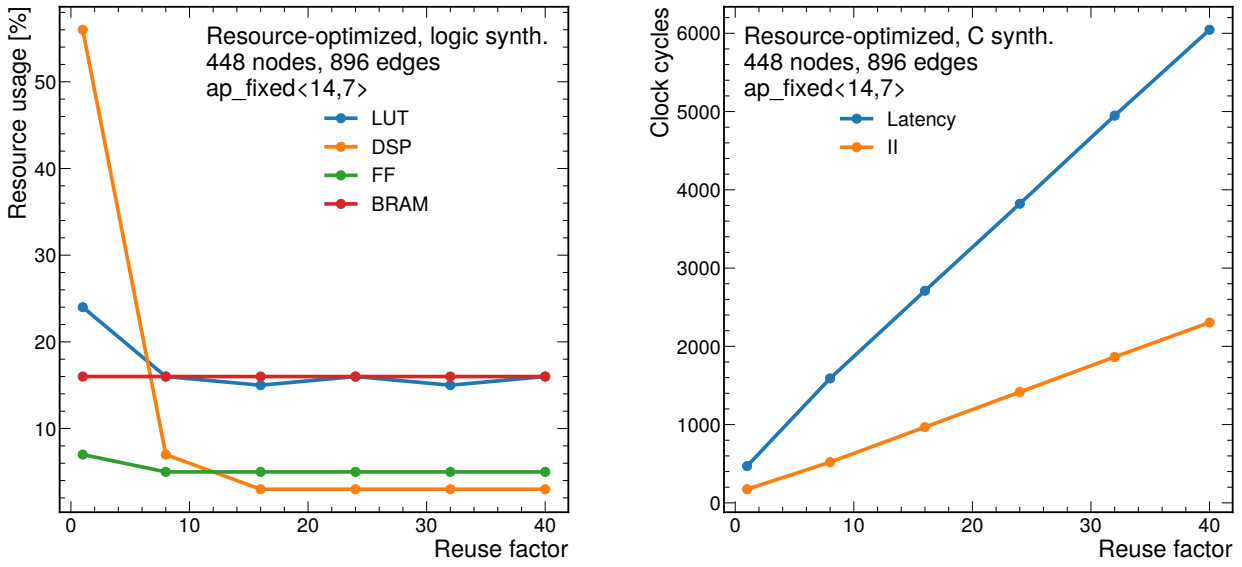 Resource usage [%]
50
40
30
20
10
Resource-optimized, logic synth.
448 nodes, 896 edges
ap_fixed<14,7>
LUT
DSP
FF
BRAM
0
10
20
30
40
Reuse factor
Clock cycles
6000
5000
4000
3000
2000
1000
0
Resource-optimized, C synth.
448 nodes, 896 edges
ap_fixed<14,7>
Latency
II
0
10
20
30
40
Reuse factor